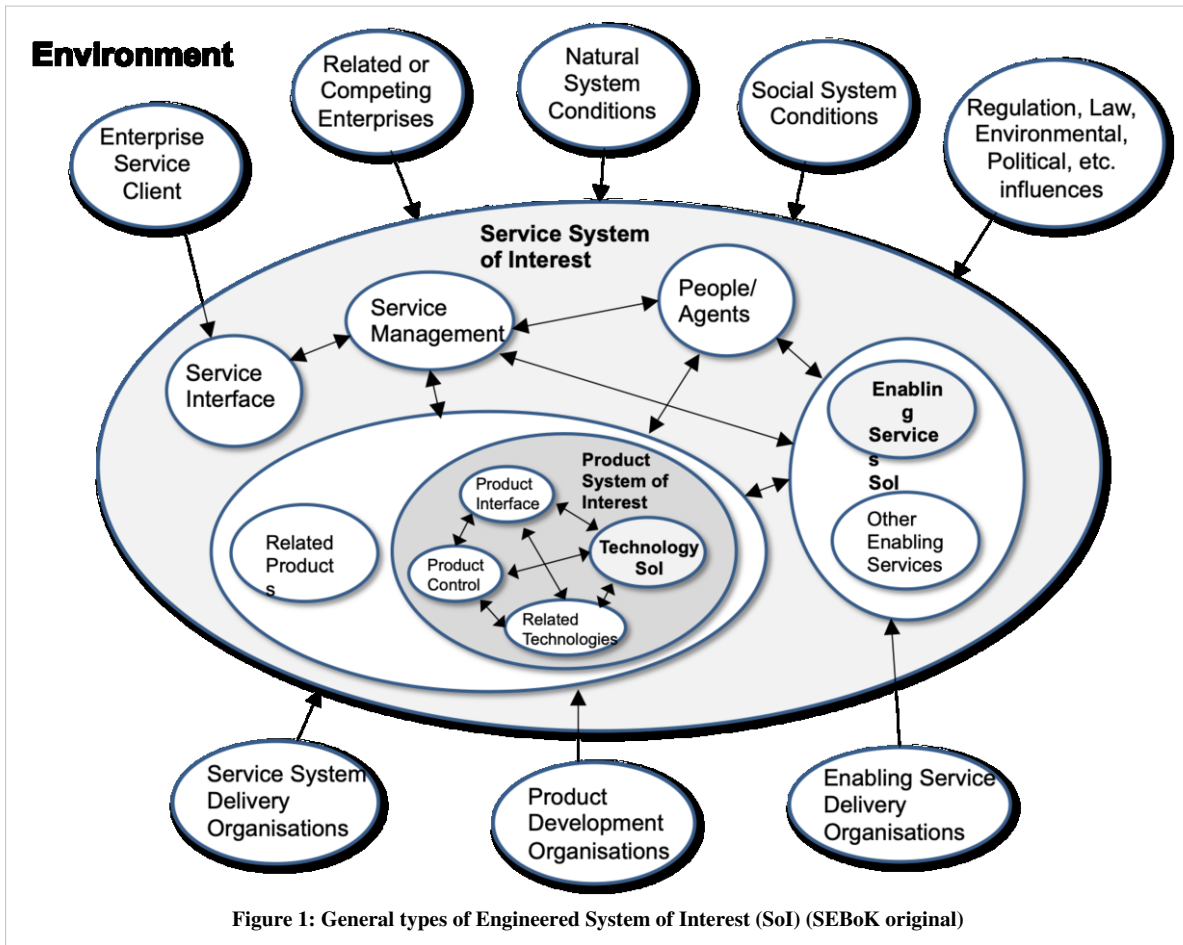 Environment
Related or
Competing
Enterprises
Natural
System
Conditions
Social System
Conditions
Regulation, Law,
Environmental,
Political, etc.
influences
Enterprise
Service
Client
Service System
of Interest
Service
Management
People/
Agents
Service
Interface
Enablin
g
Service
s
SoI
Other
Enabling
Services
Product
System of
Interest
Product
Interface
Technology
SoI
Product
Control
Related
Technologies
Related
Product
s
Service System
Delivery
Organisations
Product
Development
Organisations
Enabling Service
Delivery
Organisations
Figure 1: General types of Engineered System of Interest (SoI) (SEBoK original)